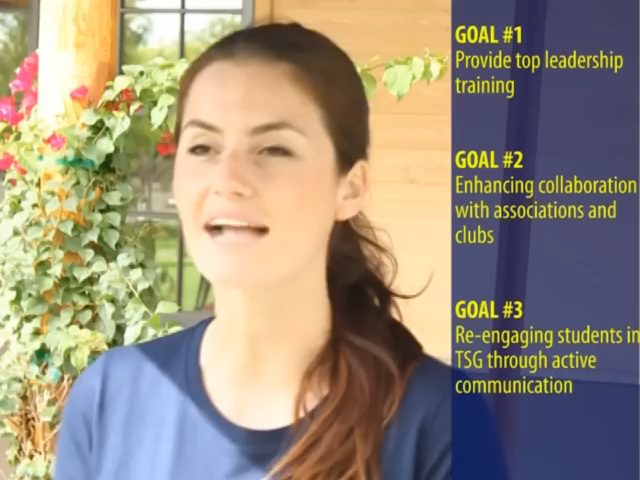 GOAL #1
Provide top leadership
training
GOAL #2
Enhancing collaboration
with associations and
clubs
GOAL #3
Re-engaging students in
TSG through active
communication